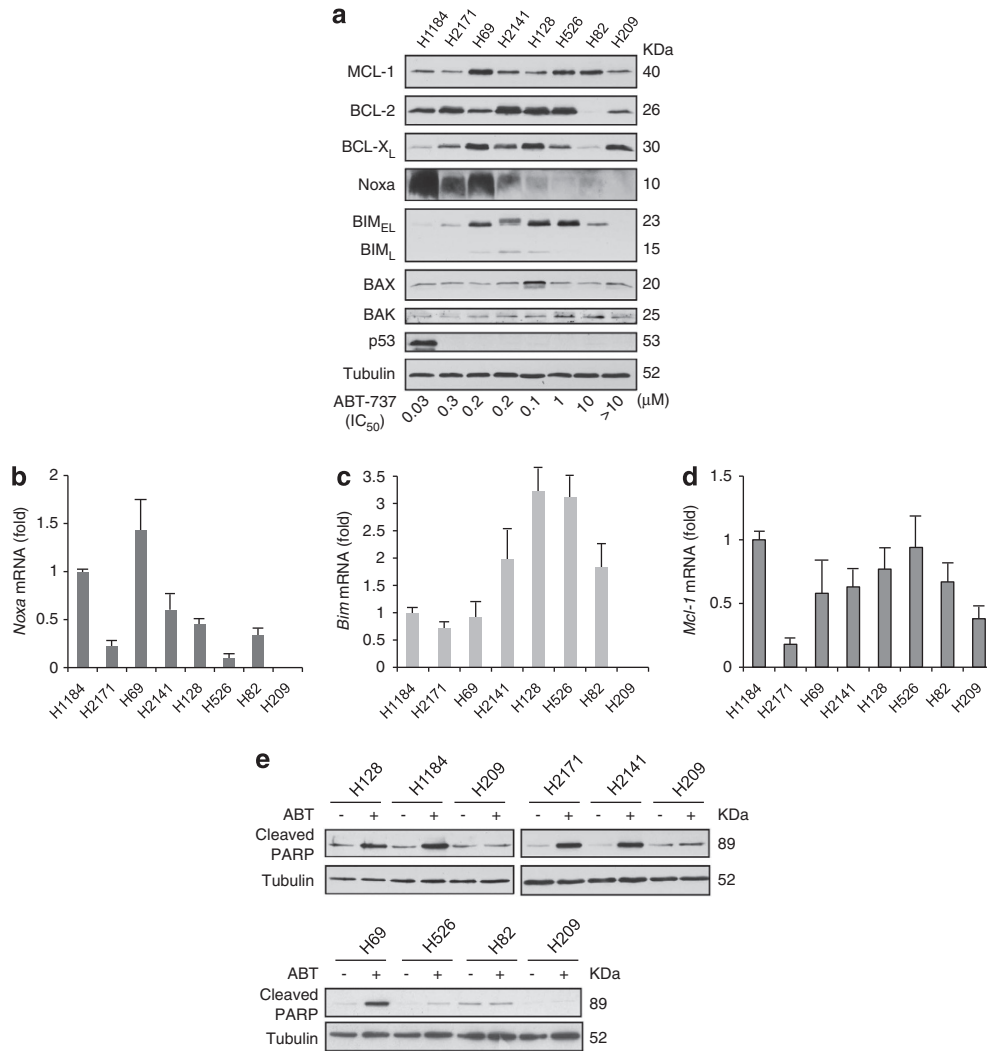 a
H1184 H2171 H69 H2141 H128 H526 H82 H209
KDa
MCL-1 40
BCL-2 26
BCL-XL 30
Noxa 10
BIMEL 23
BIML 15
BAX 20
BAK 25
p53 53
Tubulin 52
ABT-737 (IC50) 0.03 0.3 0.2 0.2 0.1 1 10 >10 (μM)
b
Noxa mRNA (fold)
2
1.5
1
0.5
0
H1184 H2171 H69 H2141 H128 H526 H82 H209
c
Bim mRNA (fold)
3.5
3
2.5
2
1.5
1
0.5
0
H1184 H2171 H69 H2141 H128 H526 H82 H209
d
Mcl-1 mRNA (fold)
1.5
1
0.5
0
H1184 H2171 H69 H2141 H128 H526 H82 H209
e
H128 H1184 H209 H2171 H2141 H209
ABT - + - + - + - + - + - + KDa
Cleaved PARP 89
Tubulin 52
H69 H526 H82 H209
ABT - + - + - + - + KDa
Cleaved PARP 89
Tubulin 52